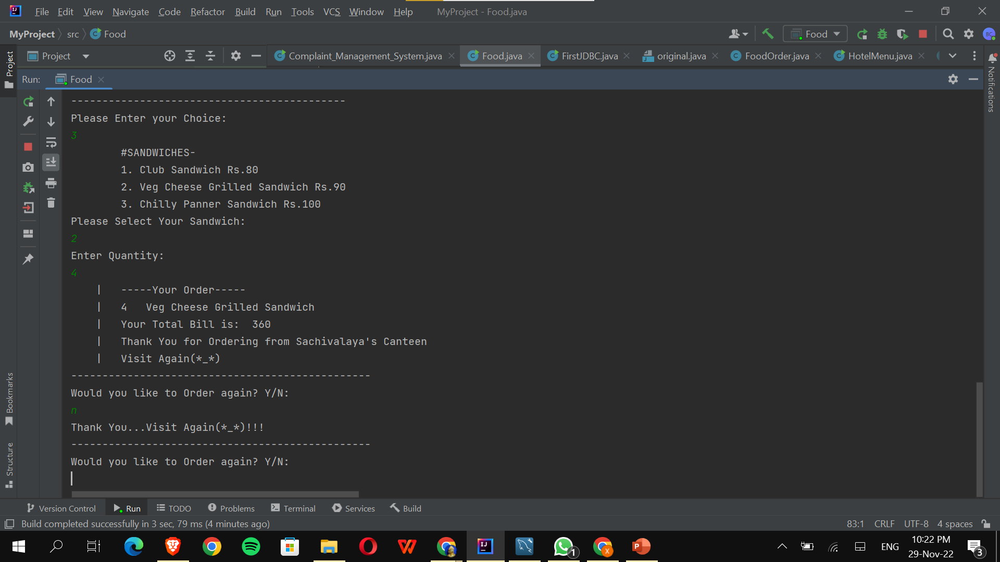 File Edit View Navigate Code Refactor Build Run Tools VCS Window Help MyProject - Food.java
MyProject src Food Food BC
Project Complaint_Management_System.java Food.java FirstJDBC.java original.java FoodOrder.java HotelMenu.java
Project
Notifications
Run: Food
--------------------------------------------
Please Enter your Choice:
3
#SANDWICHES-
1. Club Sandwich Rs.80
2. Veg Cheese Grilled Sandwich Rs.90
3. Chilly Panner Sandwich Rs.100
Please Select Your Sandwich:
2
Enter Quantity:
4
| -----Your Order-----
| 4 Veg Cheese Grilled Sandwich
| Your Total Bill is: 360
| Thank You for Ordering from Sachivalaya's Canteen
| Visit Again(*_*)
------------------------------------------------
Would you like to Order again? Y/N:
n
Thank You...Visit Again(*_*)!!!
------------------------------------------------
Would you like to Order again? Y/N:
Bookmarks
Structure
Version Control Run TODO Problems Terminal Services Build
Build completed successfully in 3 sec, 79 ms (4 minutes ago) 83:1 CRLF UTF-8 4 spaces
1 ENG 10:22 PM
29-Nov-22 3